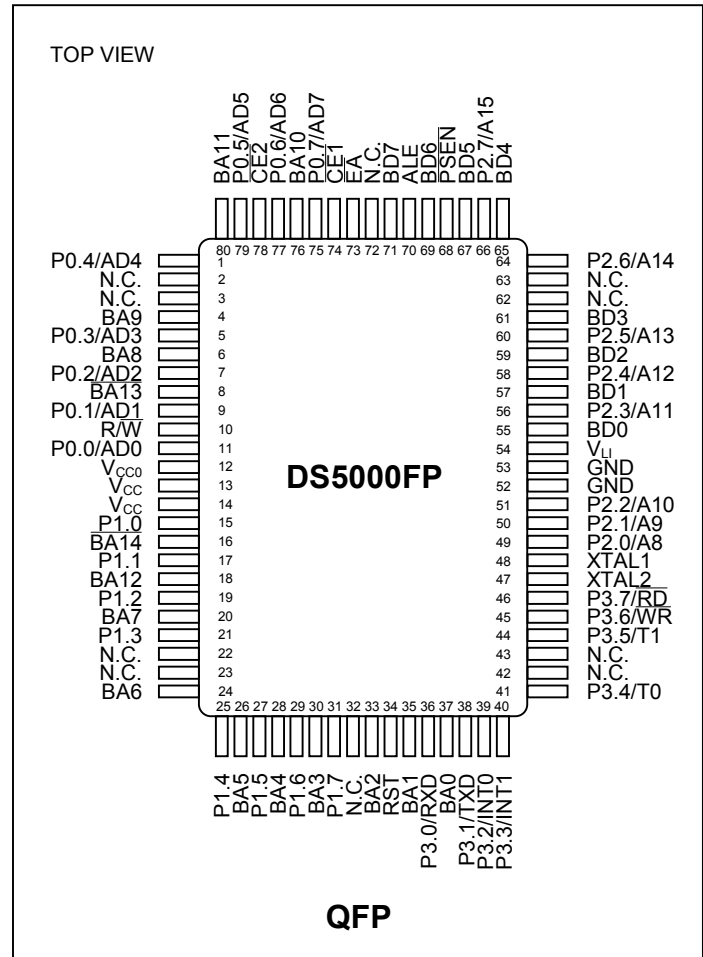 TOP VIEW
BA11
P0.5/AD5
CE2
P0.6/AD6
BA10
P0.7/AD7
CE1
EA
N.C.
BD7
ALE
BD6
PSEN
BD5
P2.7/A15
BD4
80 79 78 77 76 75 74 73 72 71 70 69 68 67 66 65
P0.4/AD4 1
N.C. 2
N.C. 3
BA9 4
P0.3/AD3 5
BA8 6
P0.2/AD2 7
BA13 8
P0.1/AD1 9
R/W 10
P0.0/AD0 11
VCC0 12
VCC 13
VCC 14
P1.0 15
BA14 16
P1.1 17
BA12 18
P1.2 19
BA7 20
P1.3 21
N.C. 22
N.C. 23
BA6 24
DS5000FP
64 P2.6/A14
63 N.C.
62 N.C.
61 BD3
60 P2.5/A13
59 BD2
58 P2.4/A12
57 BD1
56 P2.3/A11
55 BD0
54 VLI
53 GND
52 GND
51 P2.2/A10
50 P2.1/A9
49 P2.0/A8
48 XTAL1
47 XTAL2
46 P3.7/RD
45 P3.6/WR
44 P3.5/T1
43 N.C.
42 N.C.
41 P3.4/T0
25 26 27 28 29 30 31 32 33 34 35 36 37 38 39 40
P1.4
BA5
P1.5
BA4
P1.6
BA3
P1.7
N.C.
BA2
RST
BA1
P3.0/RXD
BA0
P3.1/TXD
P3.2/INT0
P3.3/INT1
QFP